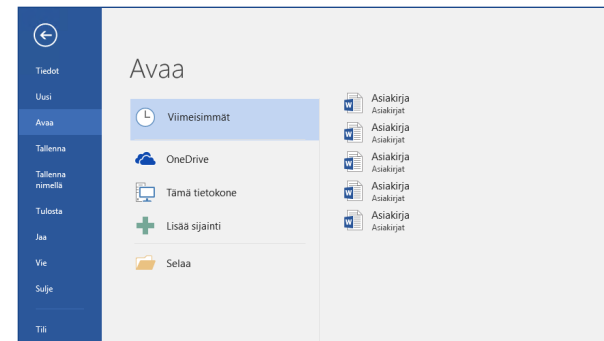 Tiedot
Uusi
Avaa
Tallenna
Tallenna
nimellä
Tulosta
Jaa
Vie
Sulje
Tili
Avaa
Viimeisimmät
OneDrive
Tämä tietokone
Lisää sijainti
Selaa
Asiakirja
Asiakirjat
Asiakirja
Asiakirjat
Asiakirja
Asiakirjat
Asiakirja
Asiakirjat
Asiakirja
Asiakirjat